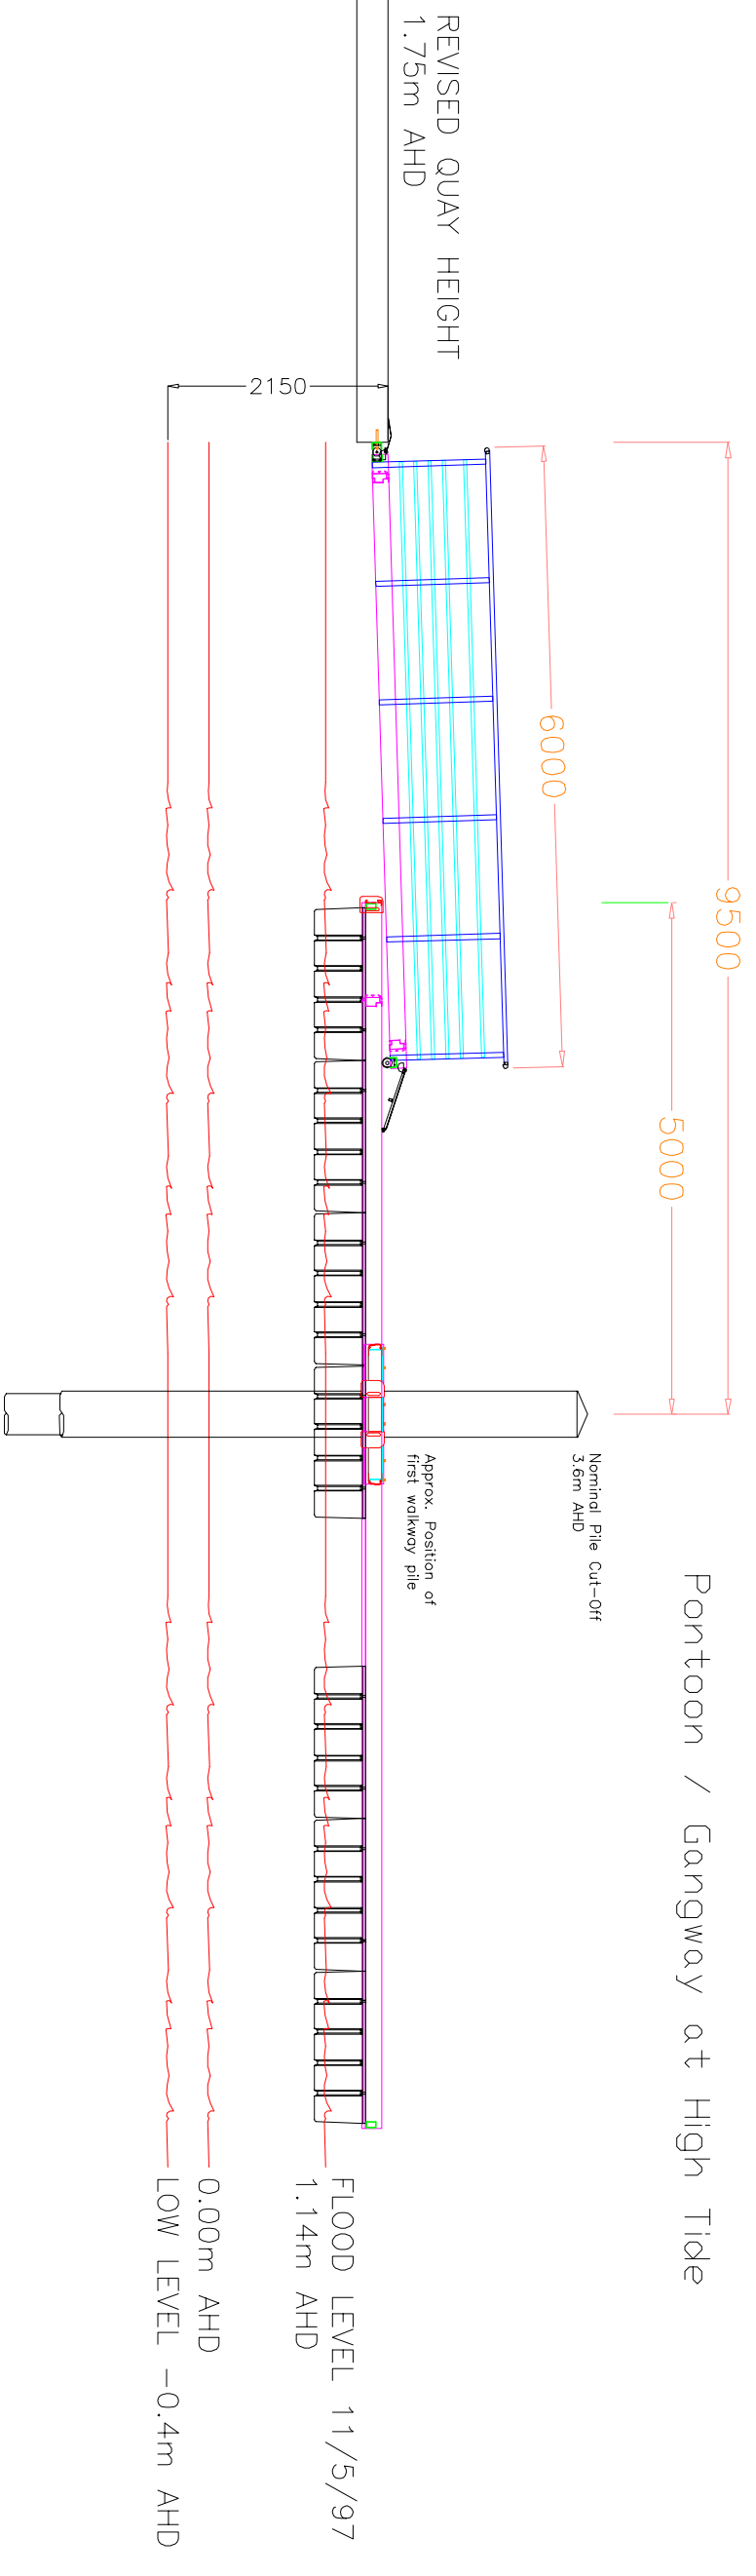 Pontoon / Gangway at High Tide
9500
5000
6000
Nominal Pile Cut-Off
3.6m AHD
REVISED QUAY HEIGHT
1.75m AHD
Approx. Position of
first walkway pile
2150
FLOOD LEVEL 11/5/97
1.14m AHD
0.00m AHD
LOW LEVEL -0.4m AHD